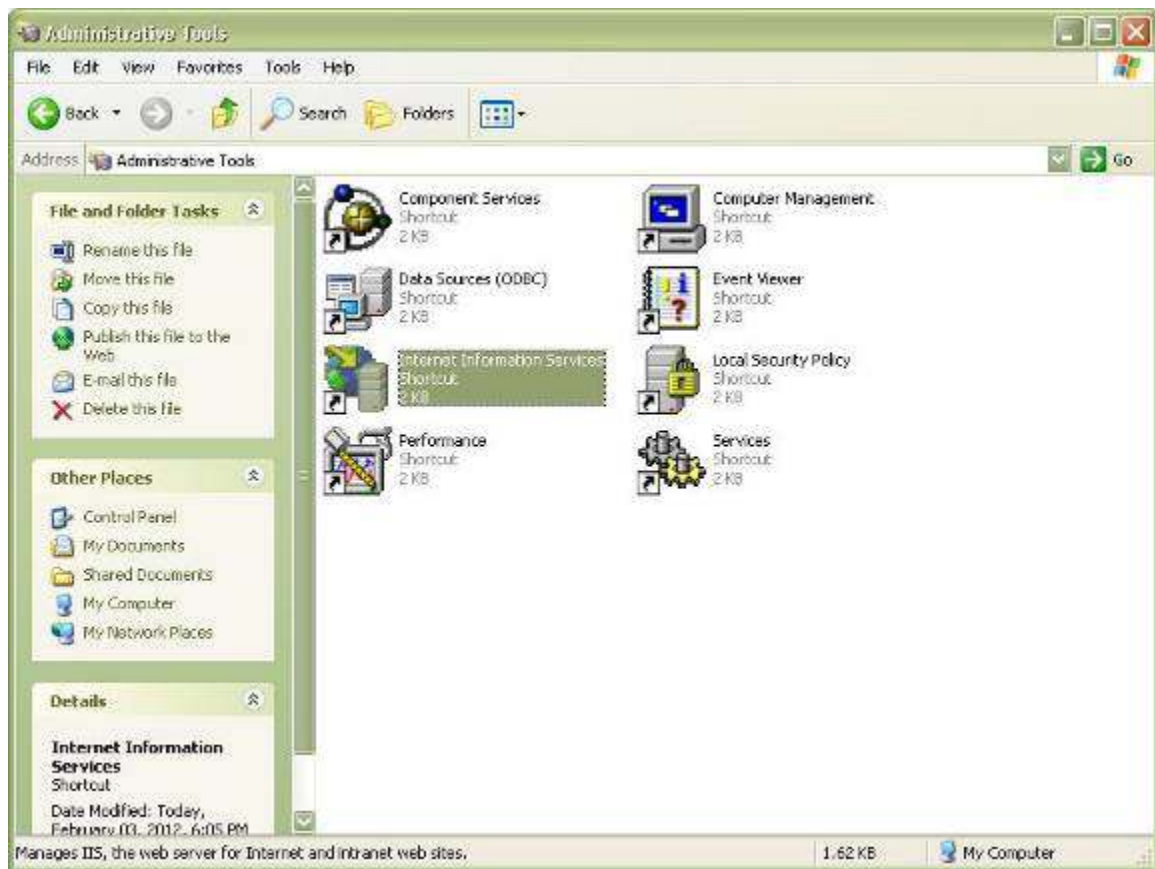 Administrative Tools
File Edit View Favorites Tools Help
Back Search Folders
Address Administrative Tools Go
File and Folder Tasks
Rename this file
Move this file
Copy this file
Publish this file to the
Web
E-mail this file
Delete this file
Other Places
Control Panel
My Documents
Shared Documents
My Computer
My Network Places
Details
Internet Information
Services
Shortcut
Date Modified: Today,
February 03, 2012, 6:05 PM
Component Services
Shortcut
2 KB
Computer Management
Shortcut
2 KB
Data Sources (ODBC)
Shortcut
2 KB
Event Viewer
Shortcut
2 KB
Internet Information Services
Shortcut
2 KB
Local Security Policy
Shortcut
2 KB
Performance
Shortcut
2 KB
Services
Shortcut
2 KB
Manages IIS, the web server for Internet and intranet web sites. 1.62 KB My Computer